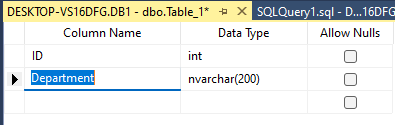 DESKTOP-VS16DFG.DB1 - dbo.Table_1* SQLQuery1.sql - D...16DFG
Column Name Data Type Allow Nulls
ID int
Department nvarchar(200)